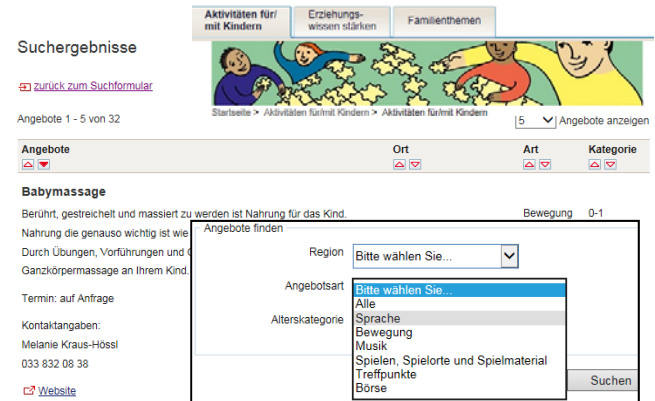 Aktivitäten für/
mit Kindern
Erziehungs-
wissen stärken
Familienthemen
Suchergebnisse
zurück zum Suchformular
Angebote 1 - 5 von 32
Startseite > Aktivitäten für/mit Kindern > Aktivitäten für/mit Kindern
5 Angebote anzeigen
Angebote Ort Art Kategorie
Babymassage
Berührt, gestreichelt und massiert zu werden ist Nahrung für das Kind. Bewegung 0-1
Nahrung die genauso wichtig ist wie
Durch Übungen, Vorführungen und
Ganzkörpermassage an Ihrem Kind.
Termin: auf Anfrage
Kontaktangaben:
Melanie Kraus-Hössl
033 832 08 38
Website
Angebote finden
Region Bitte wählen Sie...
Angebotsart
Bitte wählen Sie...
Alle
Alterskategorie Sprache
Bewegung
Musik
Spielen, Spielorte und Spielmaterial
Treffpunkte
Börse
Suchen